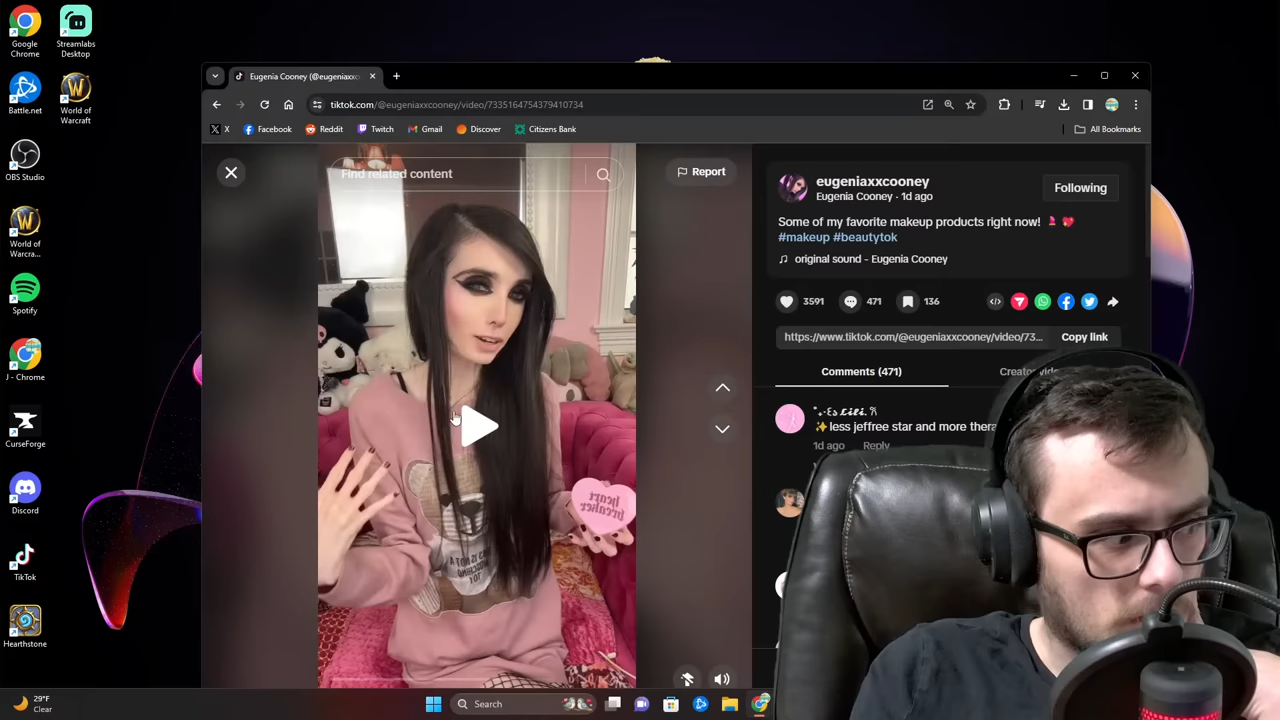 Google Chrome
Streamlabs Desktop
Battle.net
World of Warcraft
OBS Studio
World of Warcra...
Spotify
J - Chrome
CurseForge
Discord
TikTok
Hearthstone
Eugenia Cooney (@eugeniaxxc
tiktok.com/@eugeniaxxcooney/video/7335164754379410734
X
Facebook
Reddit
Twitch
Gmail
Discover
Citizens Bank
All Bookmarks
Find related content
Report
heart breaker
eugeniaxxcooney
Eugenia Cooney · 1d ago
Following
Some of my favorite makeup products right now! 💄💖
#makeup #beautytok
original sound - Eugenia Cooney
3591
471
136
https://www.tiktok.com/@eugeniaxxcooney/video/73...
Copy link
Comments (471)
✨less jeffree star and more
1d ago Reply
29°F
Clear
Search